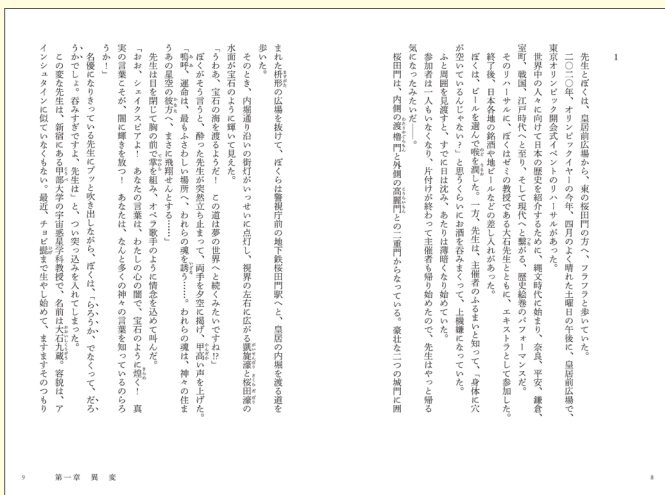 1
先生とぼくは、皇居前広場から、東の桜田門の方へ、フラフラと歩いていた。
二〇二〇年、オリンピックイヤーの今年、四月のよく晴れた土曜日の午後に、皇居前広場で、
東京オリンピック開会式イベントのリハーサルがあった。
世界中の人々に向けて日本の歴史を紹介するために、縄文時代に始まり、奈良、平安、鎌倉、
室町、戦国、江戸時代へと至り、そして現代へと繋がる、歴史絵巻のパフォーマンスだ。
そのリハーサルに、ぼくはゼミの教授である大石先生とともに、エキストラとして参加した。
終了後、日本各地の銘酒や地ビールなどの差し入れがあった。
ぼくは、ビールを選んで喉を潤した。一方、先生は、主催者のふるまいと知って、「身体に穴
が空いているんじゃない?」と思うくらいにお酒を呑みまくって、上機嫌になっていた。
ふと周囲を見渡すと、すでに日は沈み、あたりは薄暗くなり始めていた。
参加者は一人もいなくなり、片付けが終わって主催者も帰り始めたので、先生はやっと帰る
気になったみたいだ――。
桜田門は、内側の渡櫓門と外側の高麗門との二重門からなっている。豪壮な二つの城門に囲
8
まれた枡形の広場を抜けて、ぼくらは警視庁前の地下鉄桜田門駅へと、皇居の内堀を渡る道を
歩いた。
そのとき、内堀通り沿いの街灯がいっせいに点灯し、視界の左右に広がる凱旋濠と桜田濠の
水面が宝石のように輝いて見えた。
「うわあ、宝石の海を渡るようだ! この道は夢の世界へと続くみたいですね!?」
ぼくがそう言うと、酔った先生が突然立ち止まって、両手を夕空に掲げ、甲高い声を上げた。
「嗚呼、運命は、最もふさわしい場所へ、われらの魂を誘う……。われらの魂は、神々の住ま
うあの星空の彼方へ、まさに飛翔せんとする……」
先生は目を閉じて胸の前で掌を組み、オペラ歌手のように情念を込めて叫んだ。
「おお、シェイクスピアよ! あなたの言葉は、わたしの心の闇で、宝石のように煌く! 真
実の言葉こそが、闇に輝きを放つ! あなたは、なんと多くの神々の言葉を知っているのらろ
うか!」
名優になりきっている先生にプッと吹き出しながら、ぼくは、「らろうか、でなくって、だろ
うか、でしょ。呑みすぎですよ、先生は」と、つい突っ込みを入れてしまった。
この変な先生は、新宿にある甲部大学の宇宙惑星学科教授で、名前は大石九蔵。容貌は、ア
インシュタインに似ていなくもない。最近、チョビ髭まで生やし始めて、ますますそのつもり
9 第一章 異変